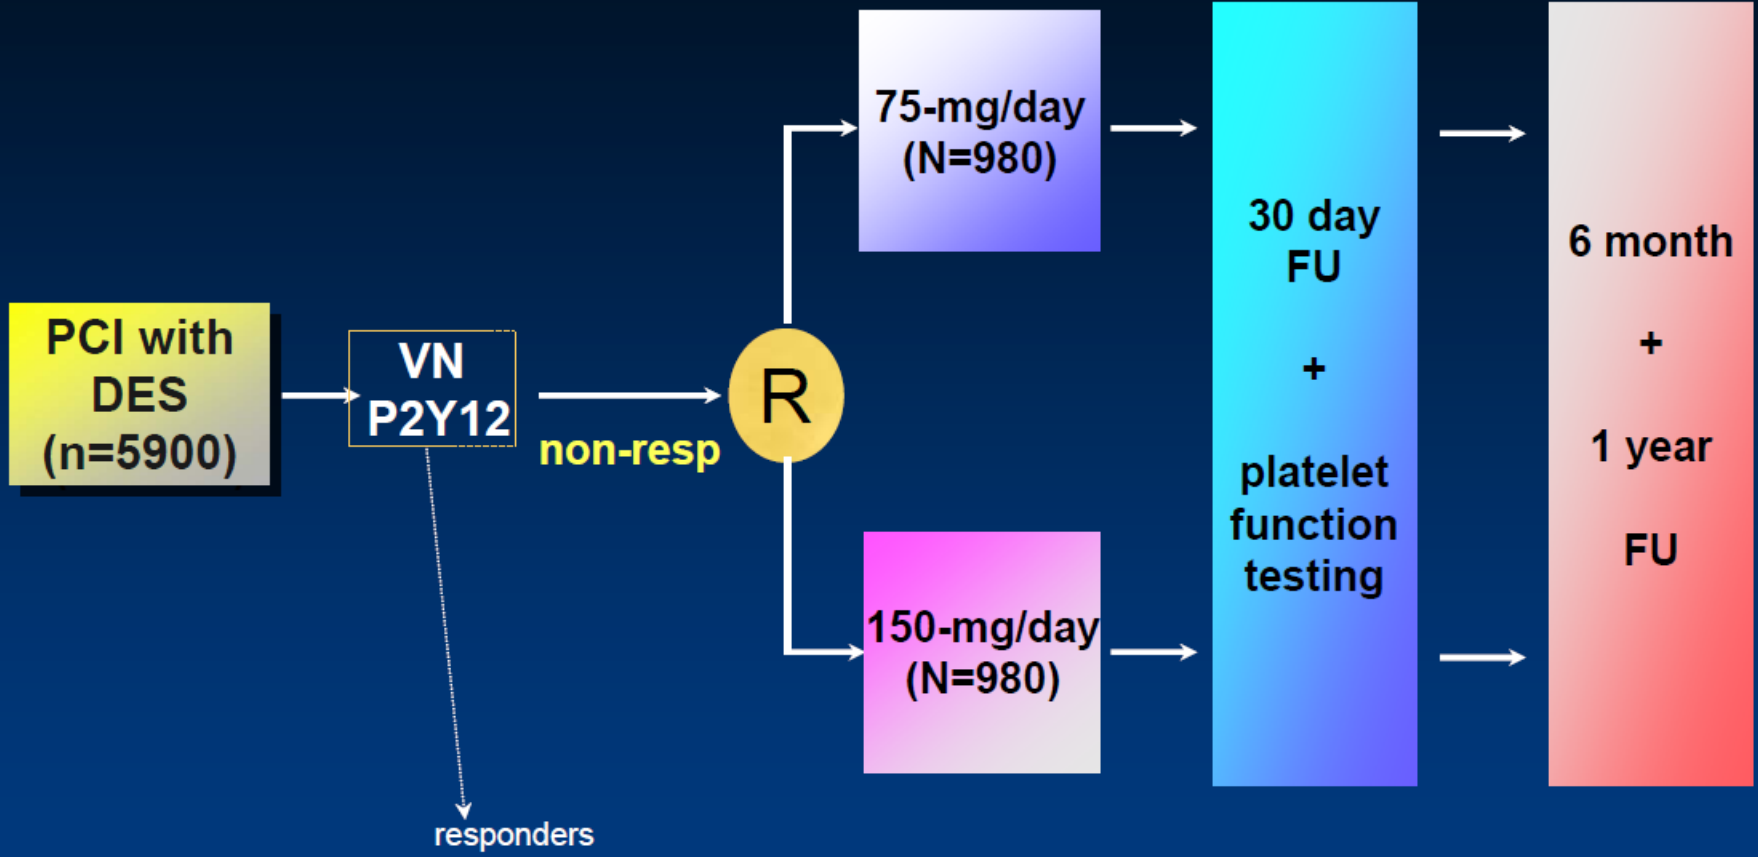 PCI with
DES
(n=5900)
VN
P2Y12
non-resp
responders
R
75-mg/day
(N=980)
150-mg/day
(N=980)
30 day
FU
+
platelet
function
testing
6 month
+
1 year
FU